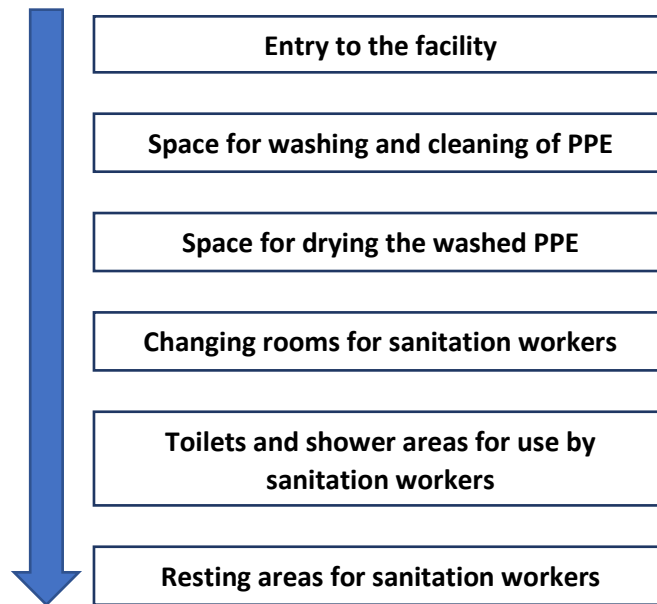 Entry to the facility
Space for washing and cleaning of PPE
Space for drying the washed PPE
Changing rooms for sanitation workers
Toilets and shower areas for use by
sanitation workers
Resting areas for sanitation workers